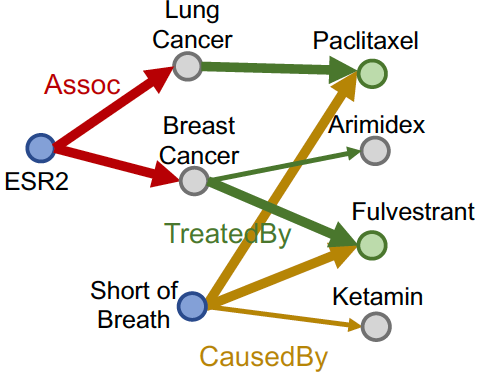 Lung
Cancer
Paclitaxel
Assoc
Breast
Cancer
Arimidex
ESR2
TreatedBy
Fulvestrant
Short of
Breath
Ketamin
CausedBy